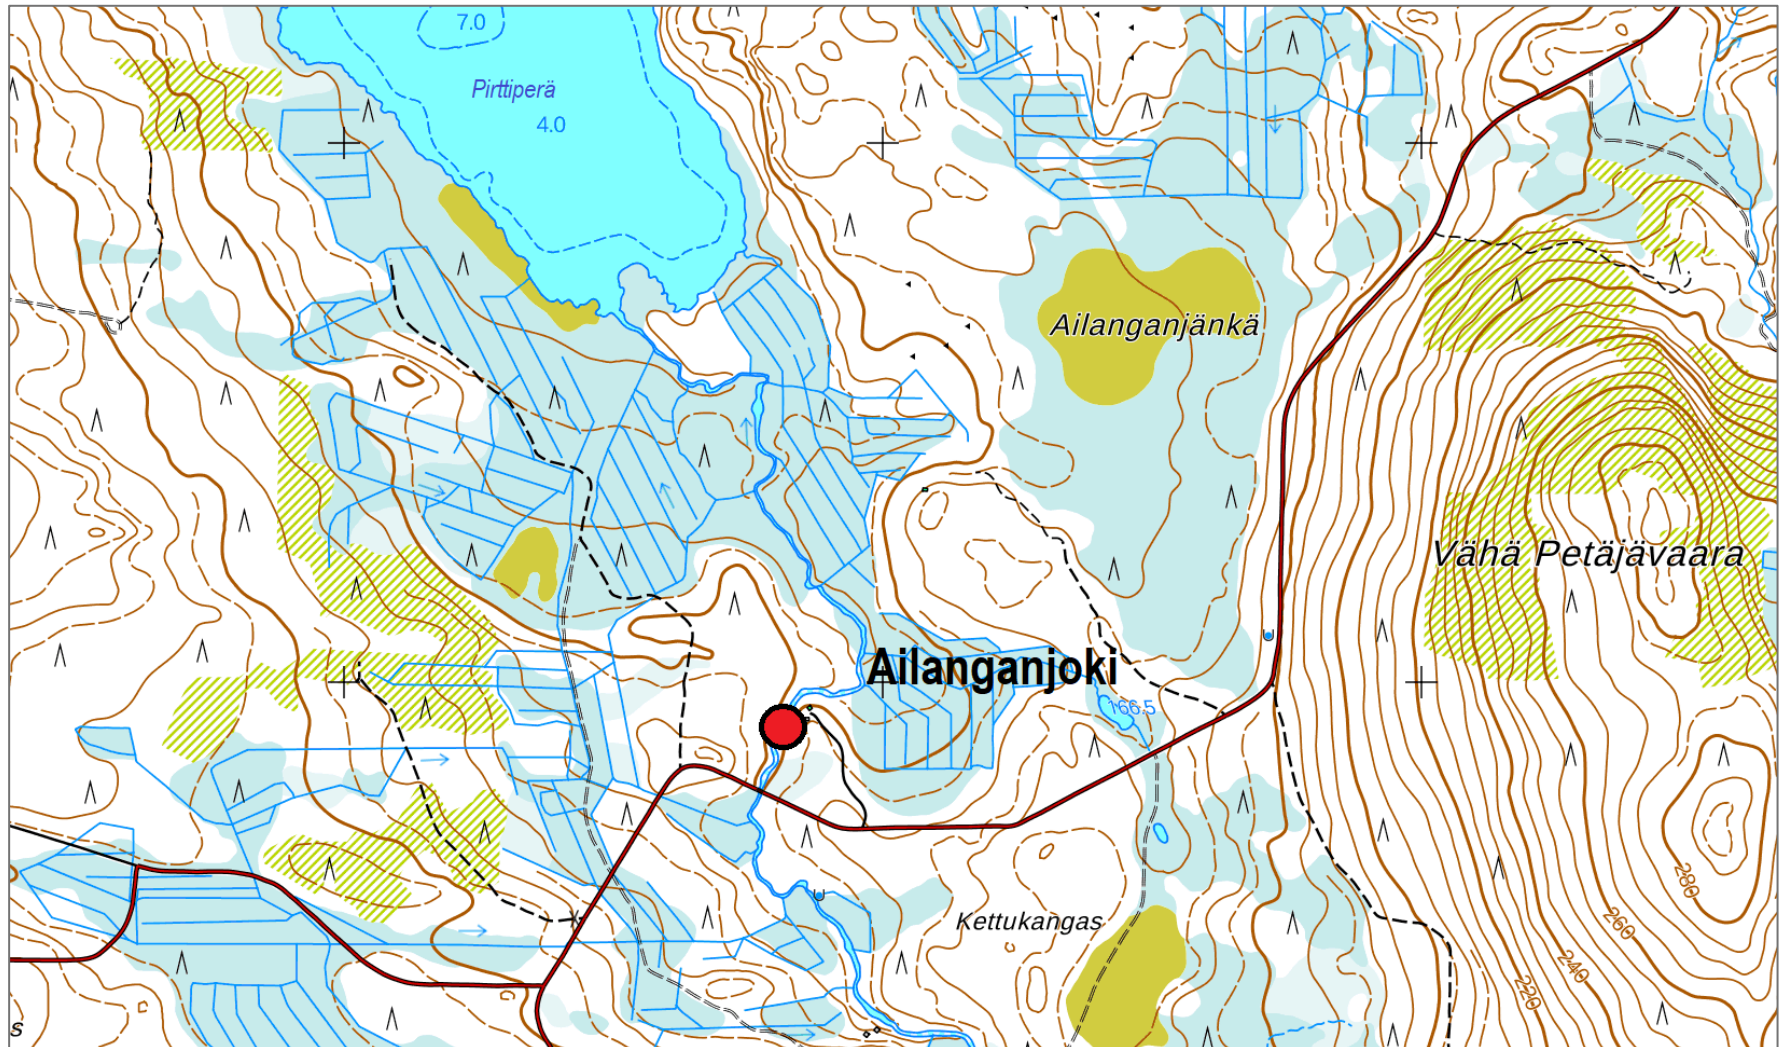 7.0
Pirttiperä
4.0
Ailanganjänkä
Vähä Petäjävaara
Ailanganjoki
166.5
Kettukangas
280
260
240
220
s